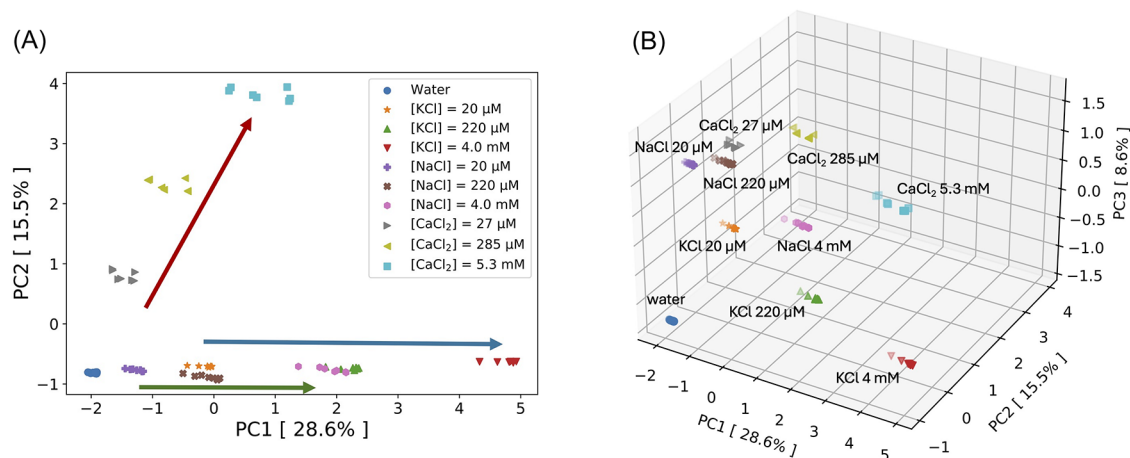 (A)
4
3
2
1
0
−1
PC2 [ 15.5% ]
−2
−1
0
1
2
3
4
5
PC1 [ 28.6% ]
Water
[KCl] = 20 μM
[KCl] = 220 μM
[KCl] = 4.0 mM
[NaCl] = 20 μM
[NaCl] = 220 μM
[NaCl] = 4.0 mM
[CaCl₂] = 27 μM
[CaCl₂] = 285 μM
[CaCl₂] = 5.3 mM
(B)
CaCl₂ 27 μM
NaCl 20 μM
CaCl₂ 285 μM
NaCl 220 μM
CaCl₂ 5.3 mM
KCl 20 μM
NaCl 4 mM
water
KCl 220 μM
KCl 4 mM
1.5
1.0
0.5
0.0
−0.5
−1.0
−1.5
PC3 [ 8.6% ]
4
3
2
1
0
−1
PC2 [ 15.5% ]
−2
−1
0
1
2
3
4
5
PC1 [ 28.6% ]